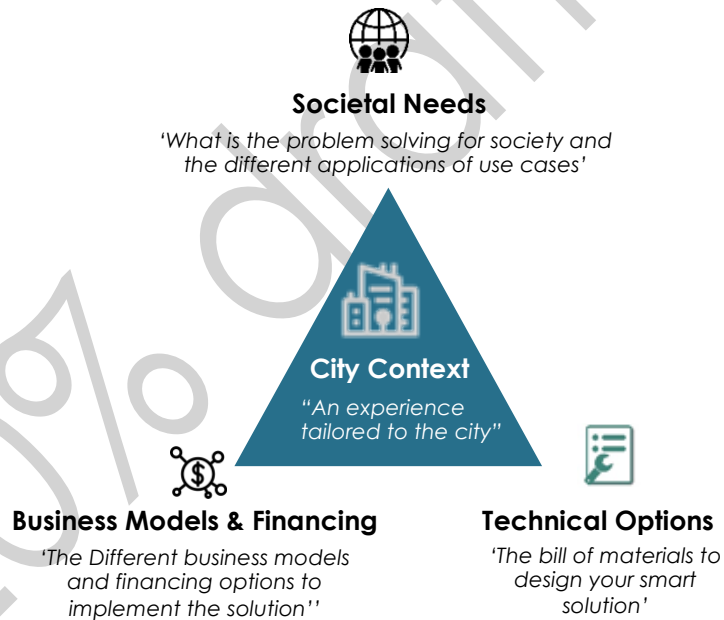 Societal Needs
‘What is the problem solving for society and
the different applications of use cases’
City Context
“An experience
tailored to the city”
Business Models & Financing
‘The Different business models
and financing options to
implement the solution’’
Technical Options
‘The bill of materials to
design your smart
solution’
0% draft